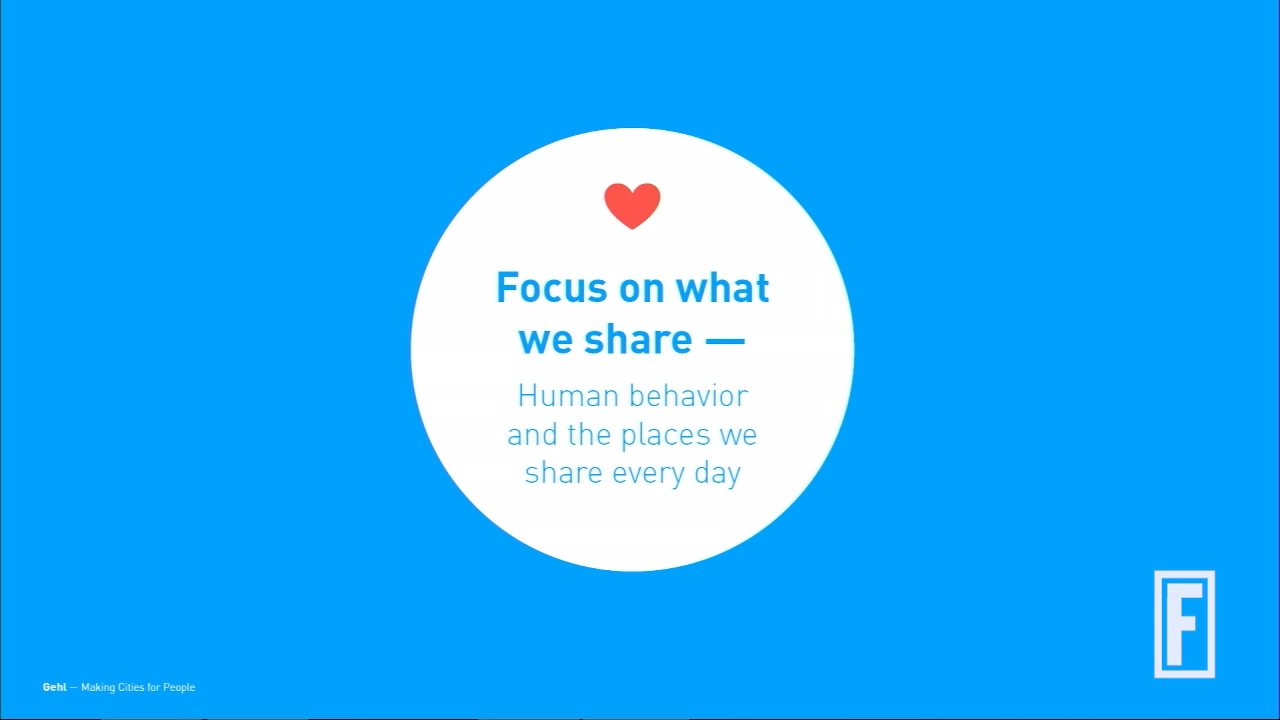 Focus on what
we share —
Human behavior
and the places we
share every day
Gehl — Making Cities for People
F